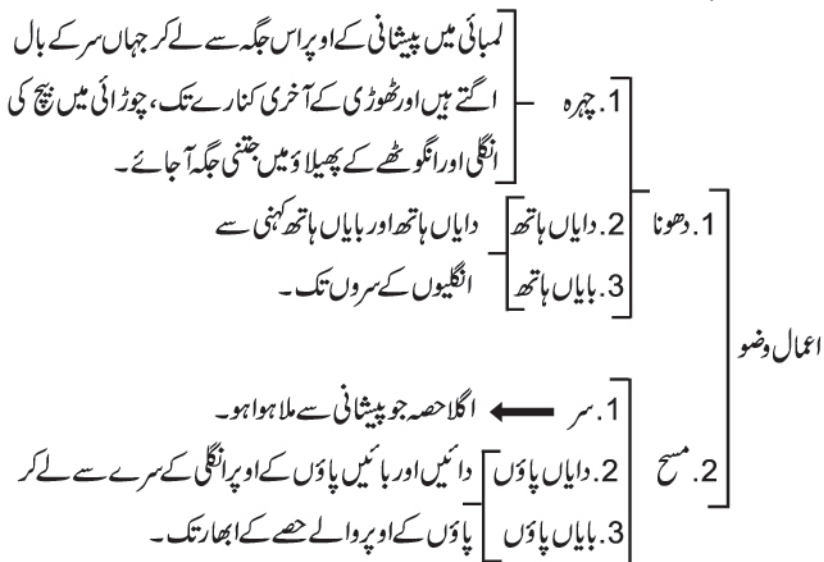 اعمال وضو
1. دھونا
1. چہرہ
لمبائی میں پیشانی کے اوپر اس جگہ سے لے کر جہاں سر کے بال
اگتے ہیں اور ٹھوڑی کے آخری کنارے تک، چوڑائی میں بیچ کی
انگلی اور انگوٹھے کے پھیلاؤ میں جتنی جگہ آ جائے۔
2. دایاں ہاتھ
3. بایاں ہاتھ
دایاں ہاتھ اور بایاں ہاتھ کہنی سے
انگلیوں کے سروں تک۔
2. مسح
1. سر
اگلا حصہ جو پیشانی سے ملا ہوا ہو۔
2. دایاں پاؤں
3. بایاں پاؤں
دائیں اور بائیں پاؤں کے اوپر انگلی کے سرے سے لے کر
پاؤں کے اوپر والے حصے کے ابھار تک۔